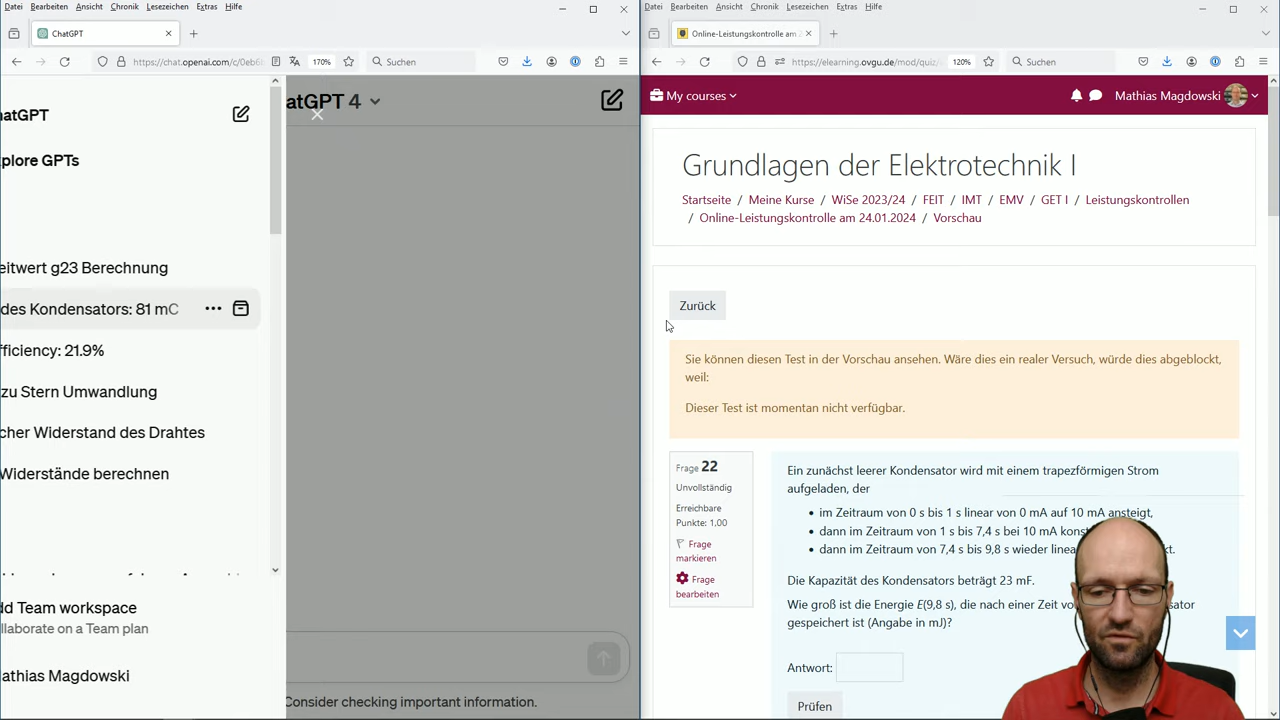 Datei Bearbeiten Ansicht Chronik Lesezeichen Extras Hilfe
ChatGPT
https://chat.openai.com/c/0eb6
170%
Suchen
atGPT
plore GPTs
eitwert g23 Berechnung
des Kondensators: 81 mC
fficiency: 21.9%
zu Stern Umwandlung
cher Widerstand des Drahtes
Widerstände berechnen
dd Team workspace
llaborate on a Team plan
athias Magdowski
atGPT 4
Consider checking important information.
Datei Bearbeiten Ansicht Chronik Lesezeichen Extras Hilfe
Online-Leistungskontrolle am 2
https://elearning.ovgu.de/mod/quiz/
120%
Suchen
My courses
Mathias Magdowski
Grundlagen der Elektrotechnik I
Startseite / Meine Kurse / WiSe 2023/24 / FEIT / IMT / EMV / GET I / Leistungskontrollen
/ Online-Leistungskontrolle am 24.01.2024 / Vorschau
Zurück
Sie können diesen Test in der Vorschau ansehen. Wäre dies ein realer Versuch, würde dies abgeblockt,
weil:
Dieser Test ist momentan nicht verfügbar.
Frage 22
Unvollständig
Erreichbare
Punkte: 1,00
Frage
markieren
Frage
bearbeiten
Ein zunächst leerer Kondensator wird mit einem trapezförmigen Strom
aufgeladen, der
• im Zeitraum von 0 s bis 1 s linear von 0 mA auf 10 mA ansteigt,
• dann im Zeitraum von 1 s bis 7,4 s bei 10 mA konst
• dann im Zeitraum von 7,4 s bis 9,8 s wieder linea kt.
Die Kapazität des Kondensators beträgt 23 mF.
Wie groß ist die Energie E(9,8 s), die nach einer Zeit vo sator
gespeichert ist (Angabe in mJ)?
Antwort:
Prüfen